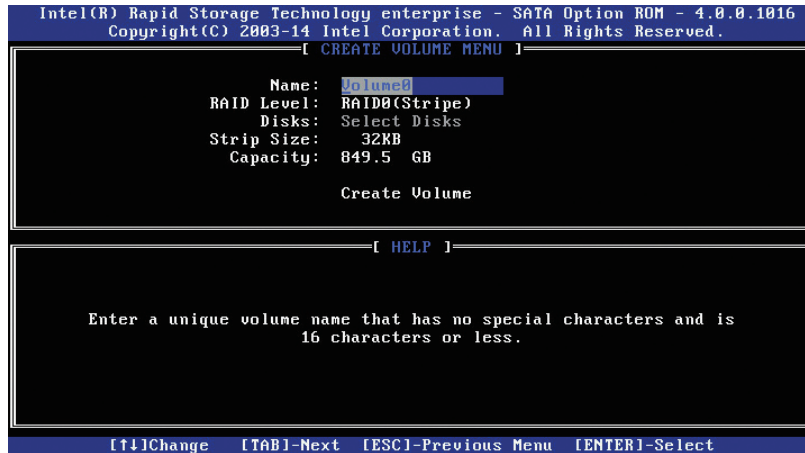 Intel(R) Rapid Storage Technology enterprise - SATA Option ROM - 4.0.0.1016
Copyright(C) 2003-14 Intel Corporation. All Rights Reserved.
[ CREATE VOLUME MENU ]
Name: Volume0
RAID Level: RAID0(Stripe)
Disks: Select Disks
Strip Size: 32KB
Capacity: 849.5 GB
Create Volume
[ HELP ]
Enter a unique volume name that has no special characters and is
16 characters or less.
[↑↓]Change [TAB]-Next [ESC]-Previous Menu [ENTER]-Select